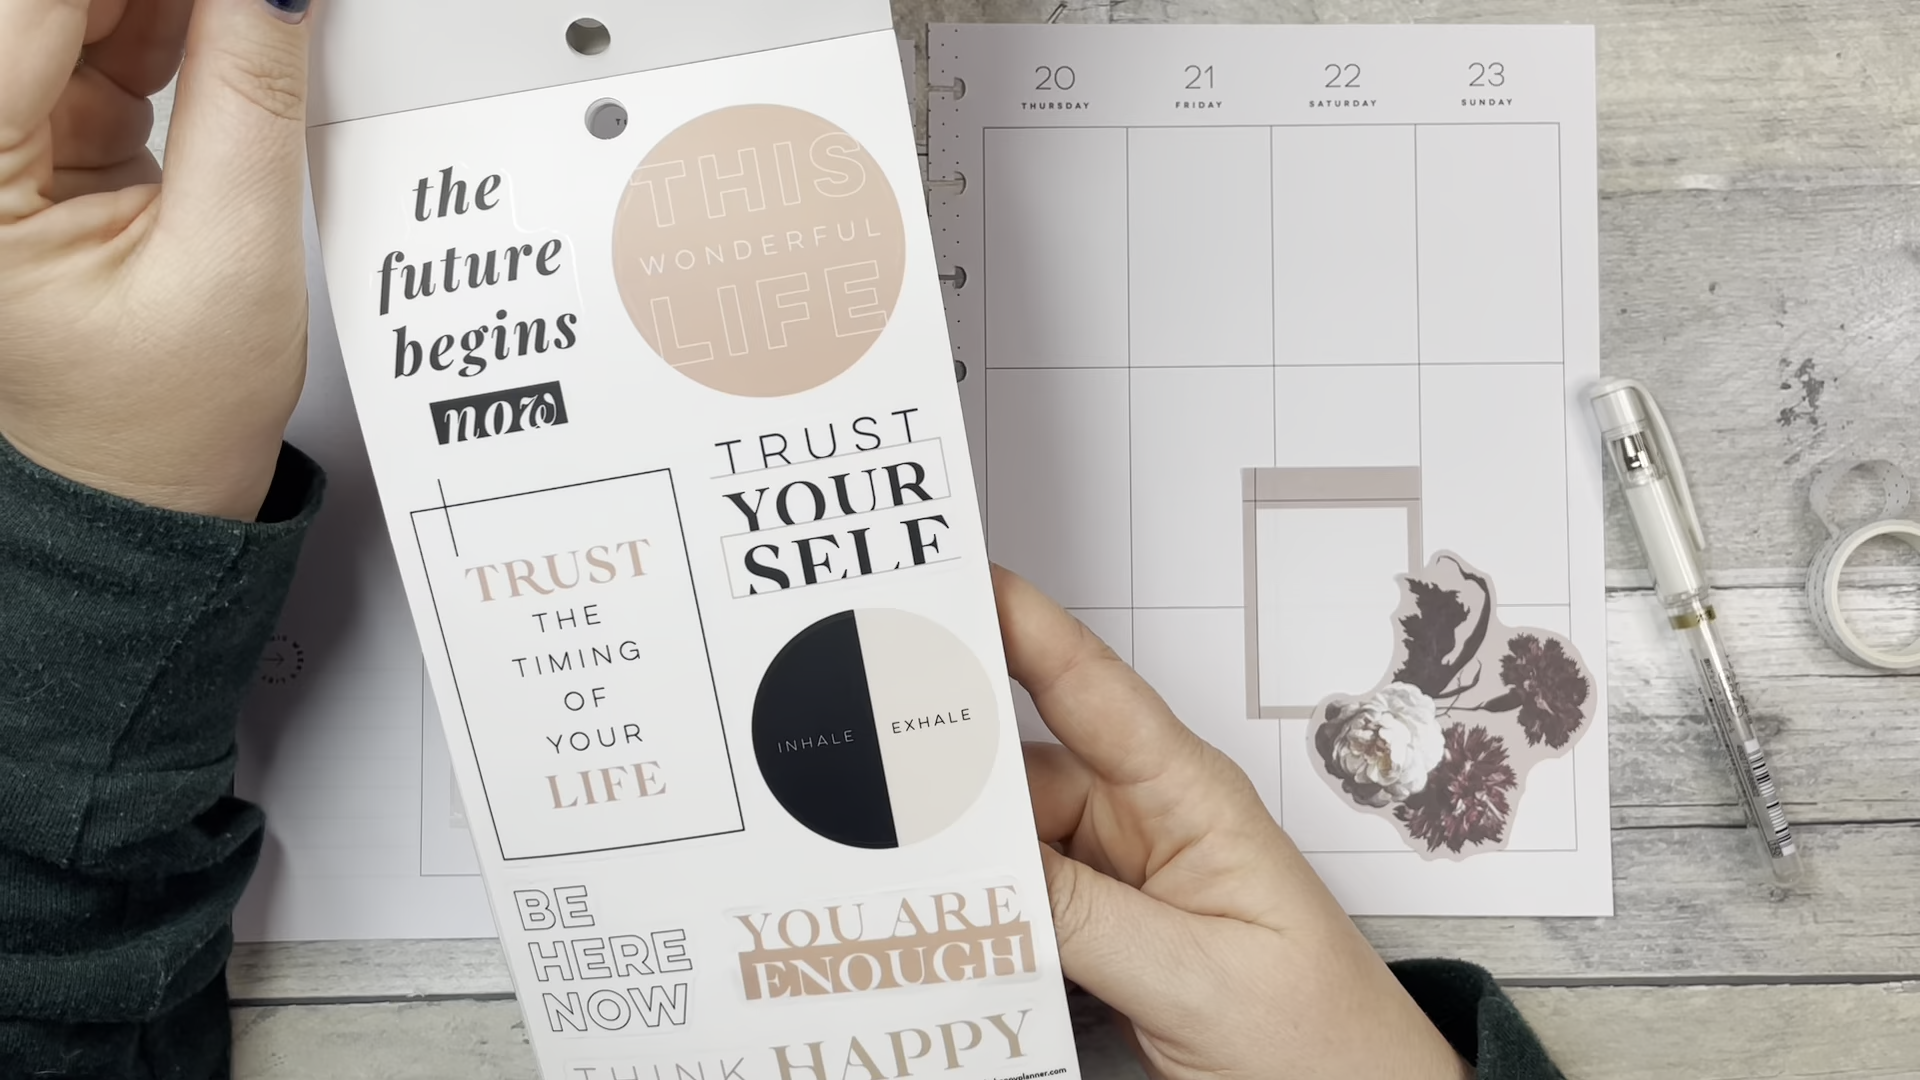 the
future
begins
now
THIS
WONDERFUL
LIFE
TRUST
YOUR
SELF
TRUST
THE
TIMING
OF
YOUR
LIFE
INHALE
EXHALE
BE
HERE
NOW
YOU ARE
ENOUGH
THINK HAPPY
20
THURSDAY
21
FRIDAY
22
SATURDAY
23
SUNDAY